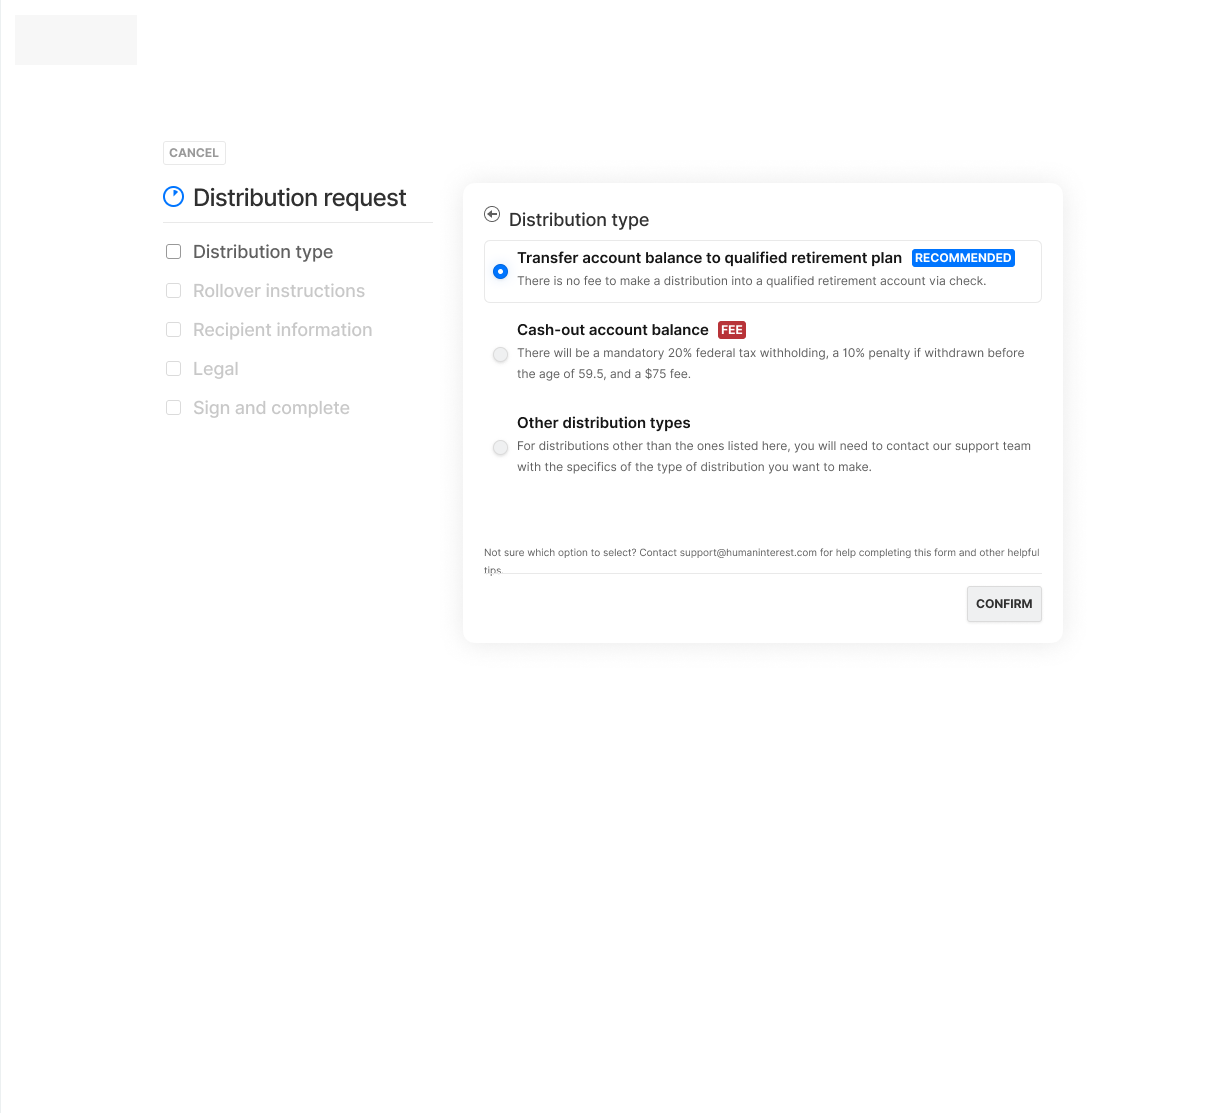 CANCEL
Distribution request
Distribution type
Rollover instructions
Recipient information
Legal
Sign and complete
Distribution type
Transfer account balance to qualified retirement plan RECOMMENDED
There is no fee to make a distribution into a qualified retirement account via check.
Cash-out account balance FEE
There will be a mandatory 20% federal tax withholding, a 10% penalty if withdrawn before
the age of 59.5, and a $75 fee.
Other distribution types
For distributions other than the ones listed here, you will need to contact our support team
with the specifics of the type of distribution you want to make.
Not sure which option to select? Contact support@humaninterest.com for help completing this form and other helpful
tips.
CONFIRM